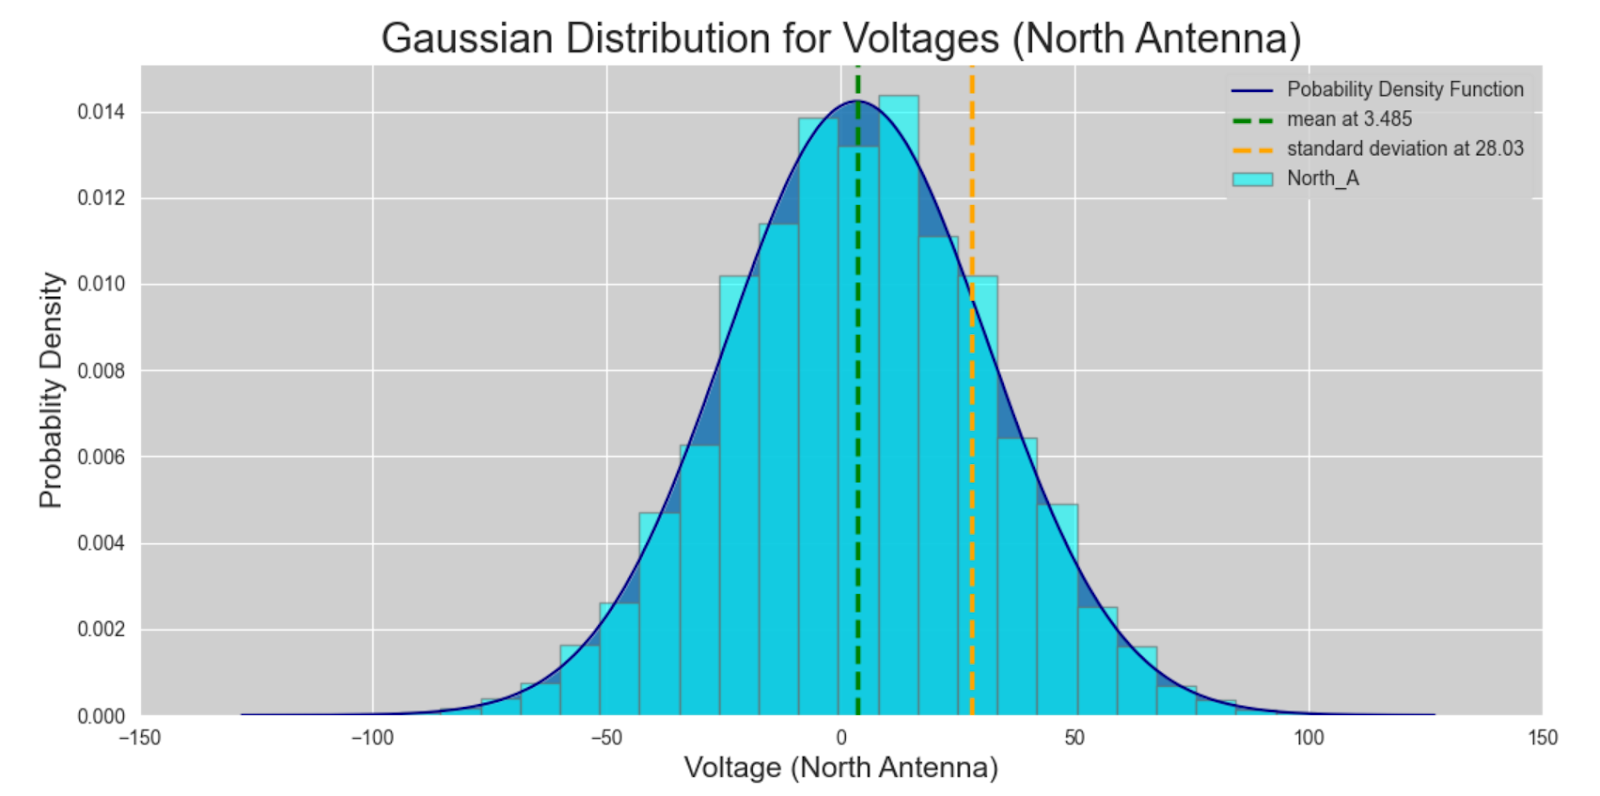 Gaussian Distribution for Voltages (North Antenna)
Pobability Density Function
mean at 3.485
standard deviation at 28.03
North_A
Probablity Density
0.014
0.012
0.010
0.008
0.006
0.004
0.002
0.000
−150 −100 −50 0 50 100 150
Voltage (North Antenna)